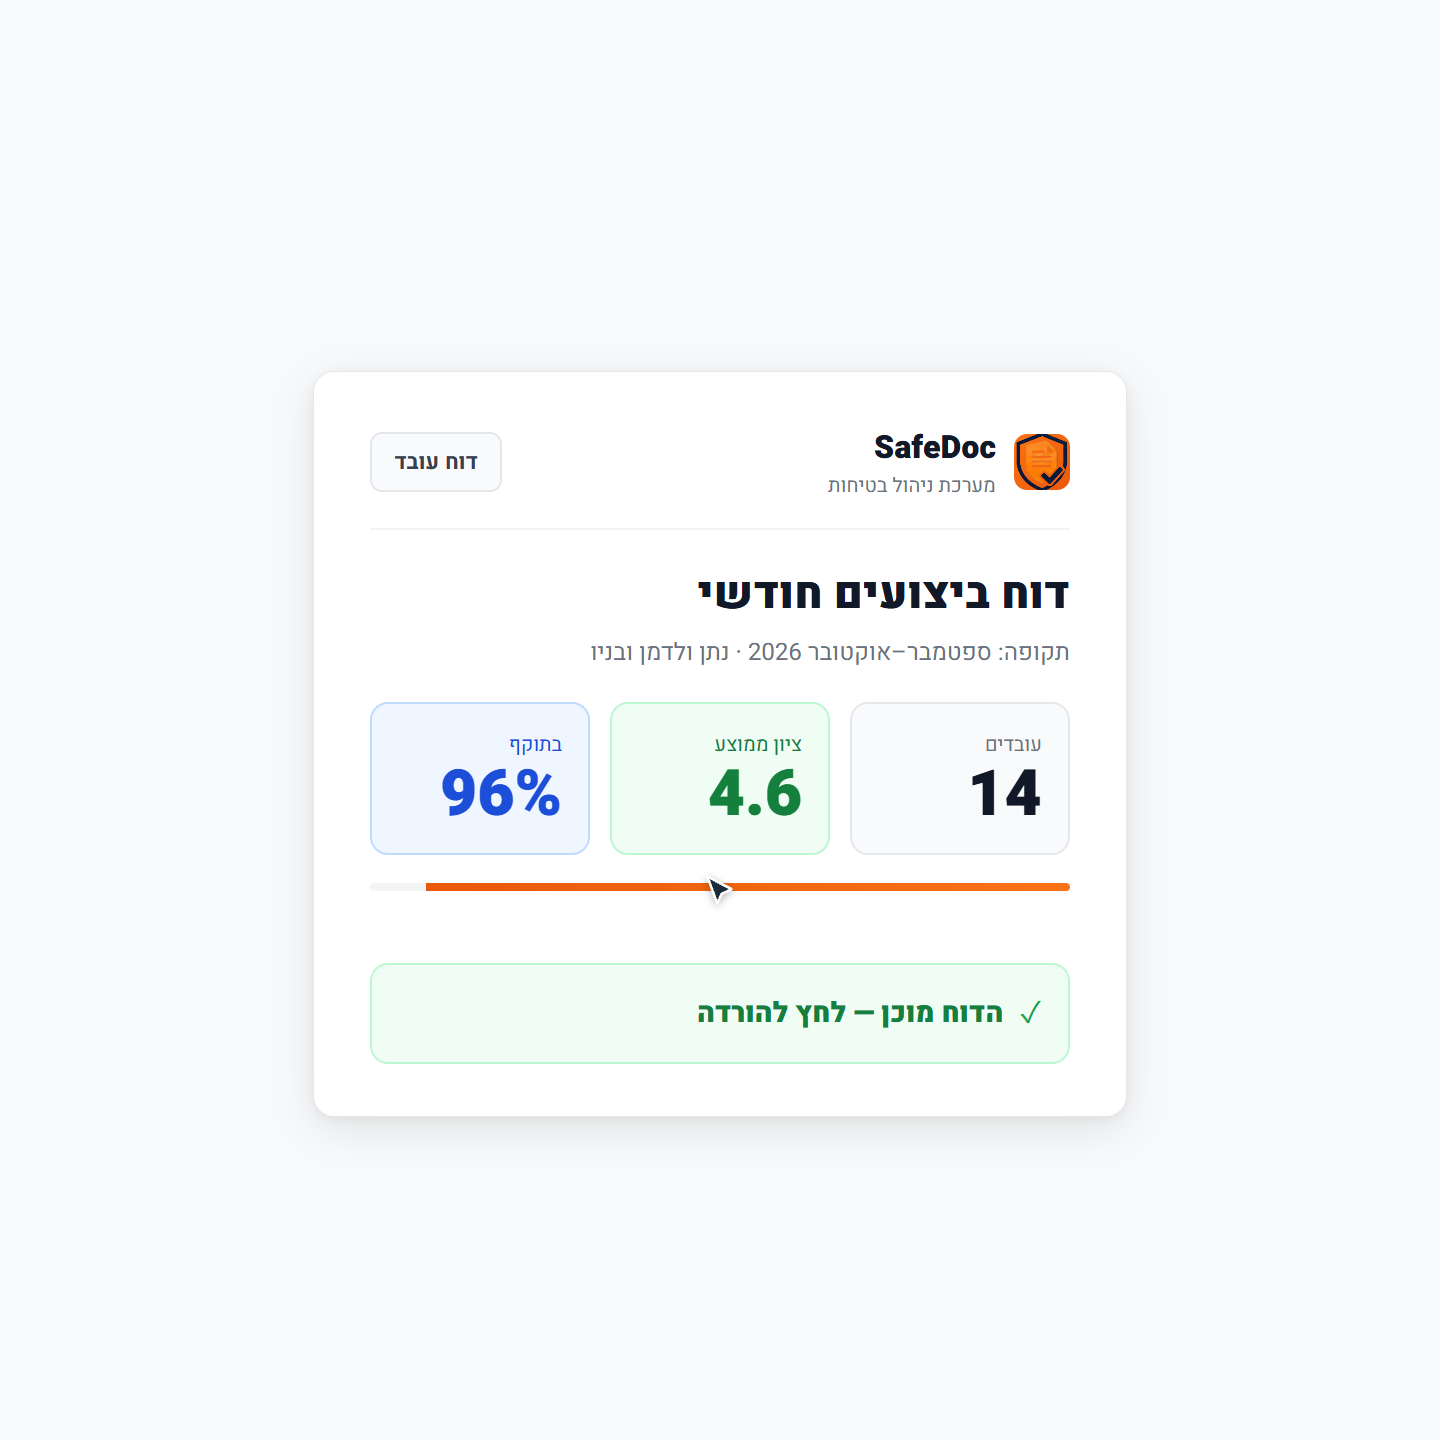 SafeDoc
מערכת ניהול בטיחות
דוח עובד
דוח ביצועים חודשי
תקופה: ספטמבר–אוקטובר 2026 · נתן ולדמן ובניו
עובדים
14
ציון ממוצע
4.6
בתוקף
96%
✓ הדוח מוכן – לחץ להורדה